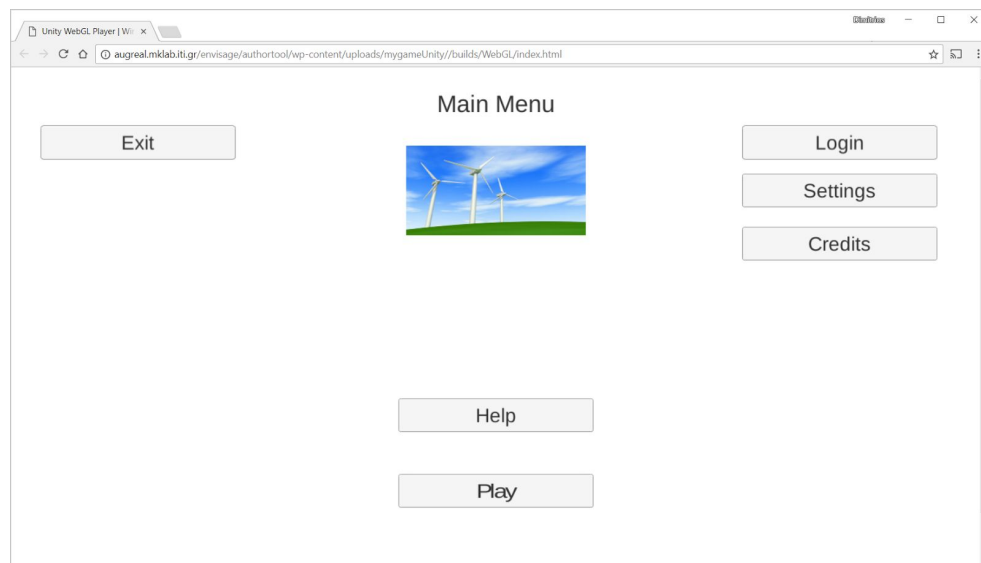 Dimitrios
Unity WebGL Player | Wi
augreal.mklab.iti.gr/envisage/authortool/wp-content/uploads/mygameUnity//builds/WebGL/index.html
Main Menu
Exit
Login
Settings
Credits
Help
Play